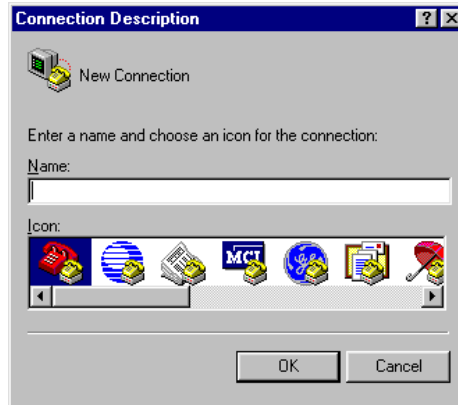 Connection Description
New Connection
Enter a name and choose an icon for the connection:
Name:
Icon:
MCI
OK
Cancel